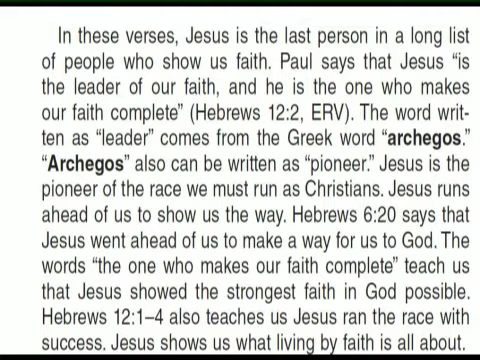 In these verses, Jesus is the last person in a long list
of people who show us faith. Paul says that Jesus “is
the leader of our faith, and he is the one who makes
our faith complete” (Hebrews 12:2, ERV). The word writ-
ten as “leader” comes from the Greek word “archegos.”
“Archegos” also can be written as “pioneer.” Jesus is the
pioneer of the race we must run as Christians. Jesus runs
ahead of us to show us the way. Hebrews 6:20 says that
Jesus went ahead of us to make a way for us to God. The
words “the one who makes our faith complete” teach us
that Jesus showed the strongest faith in God possible.
Hebrews 12:1–4 also teaches us Jesus ran the race with
success. Jesus shows us what living by faith is all about.